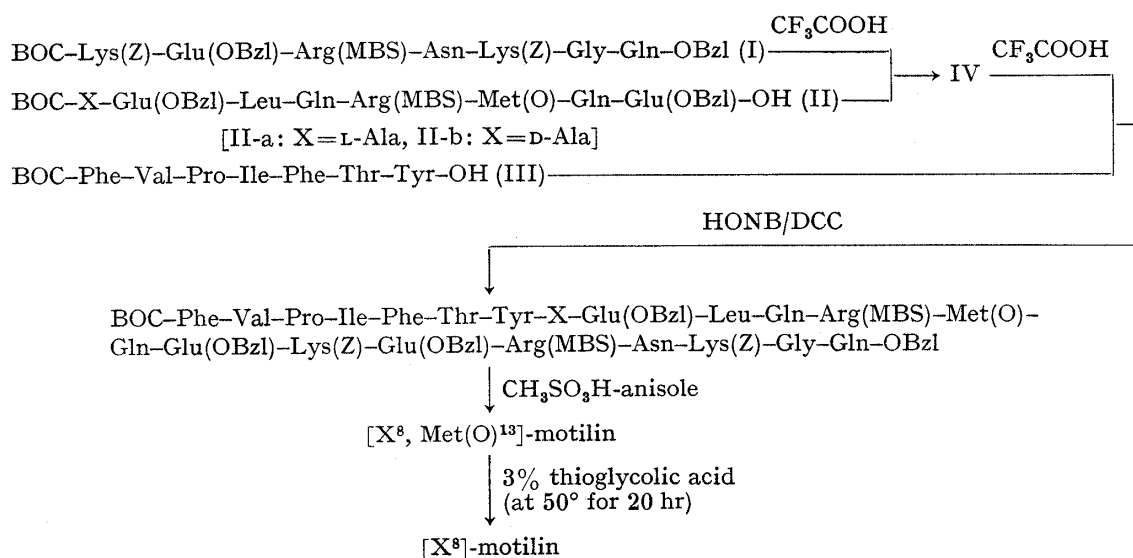 BOC–Lys(Z)–Glu(OBzl)–Arg(MBS)–Asn–Lys(Z)–Gly–Gln–OBzl (I) CF₃COOH
BOC–X–Glu(OBzl)–Leu–Gln–Arg(MBS)–Met(O)–Gln–Glu(OBzl)–OH (II) IV CF₃COOH
[II-a: X=L-Ala, II-b: X=D-Ala]
BOC–Phe–Val–Pro–Ile–Phe–Thr–Tyr–OH (III)
HONB/DCC
BOC–Phe–Val–Pro–Ile–Phe–Thr–Tyr–X–Glu(OBzl)–Leu–Gln–Arg(MBS)–Met(O)–
Gln–Glu(OBzl)–Lys(Z)–Glu(OBzl)–Arg(MBS)–Asn–Lys(Z)–Gly–Gln–OBzl
CH₃SO₃H-anisole
[X⁸, Met(O)¹³]-motilin
3% thioglycolic acid
(at 50° for 20 hr)
[X⁸]-motilin